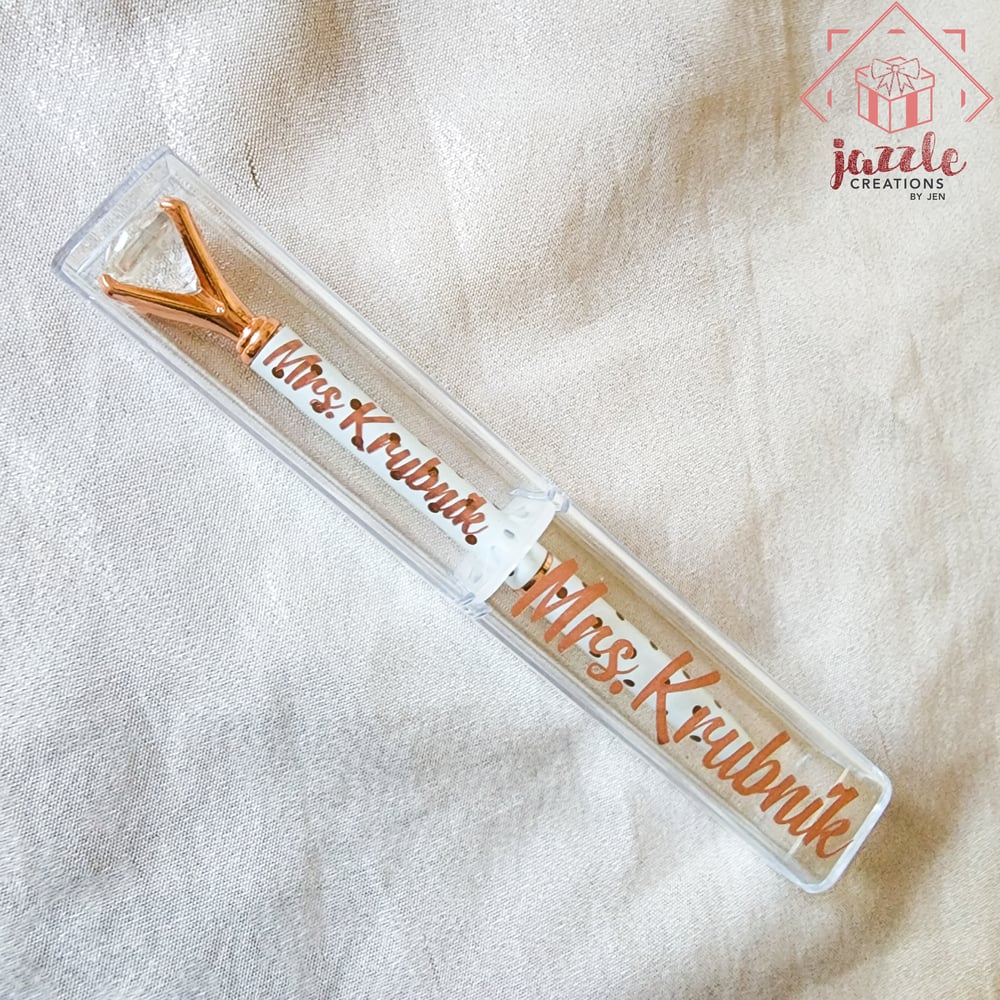 jazzle
CREATIONS
BY JEN
Mrs. Krubnik
Mrs. Krubnik